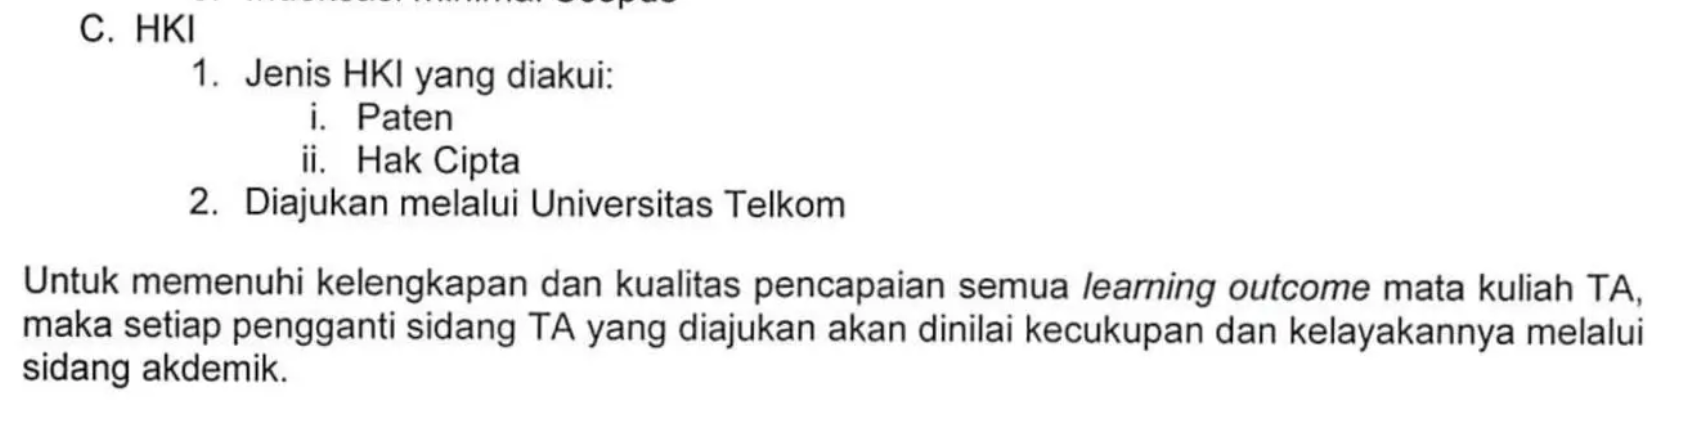 C. HKI
1. Jenis HKI yang diakui:
i. Paten
ii. Hak Cipta
2. Diajukan melalui Universitas Telkom
Untuk memenuhi kelengkapan dan kualitas pencapaian semua learning outcome mata kuliah TA,
maka setiap pengganti sidang TA yang diajukan akan dinilai kecukupan dan kelayakannya melalui
sidang akdemik.